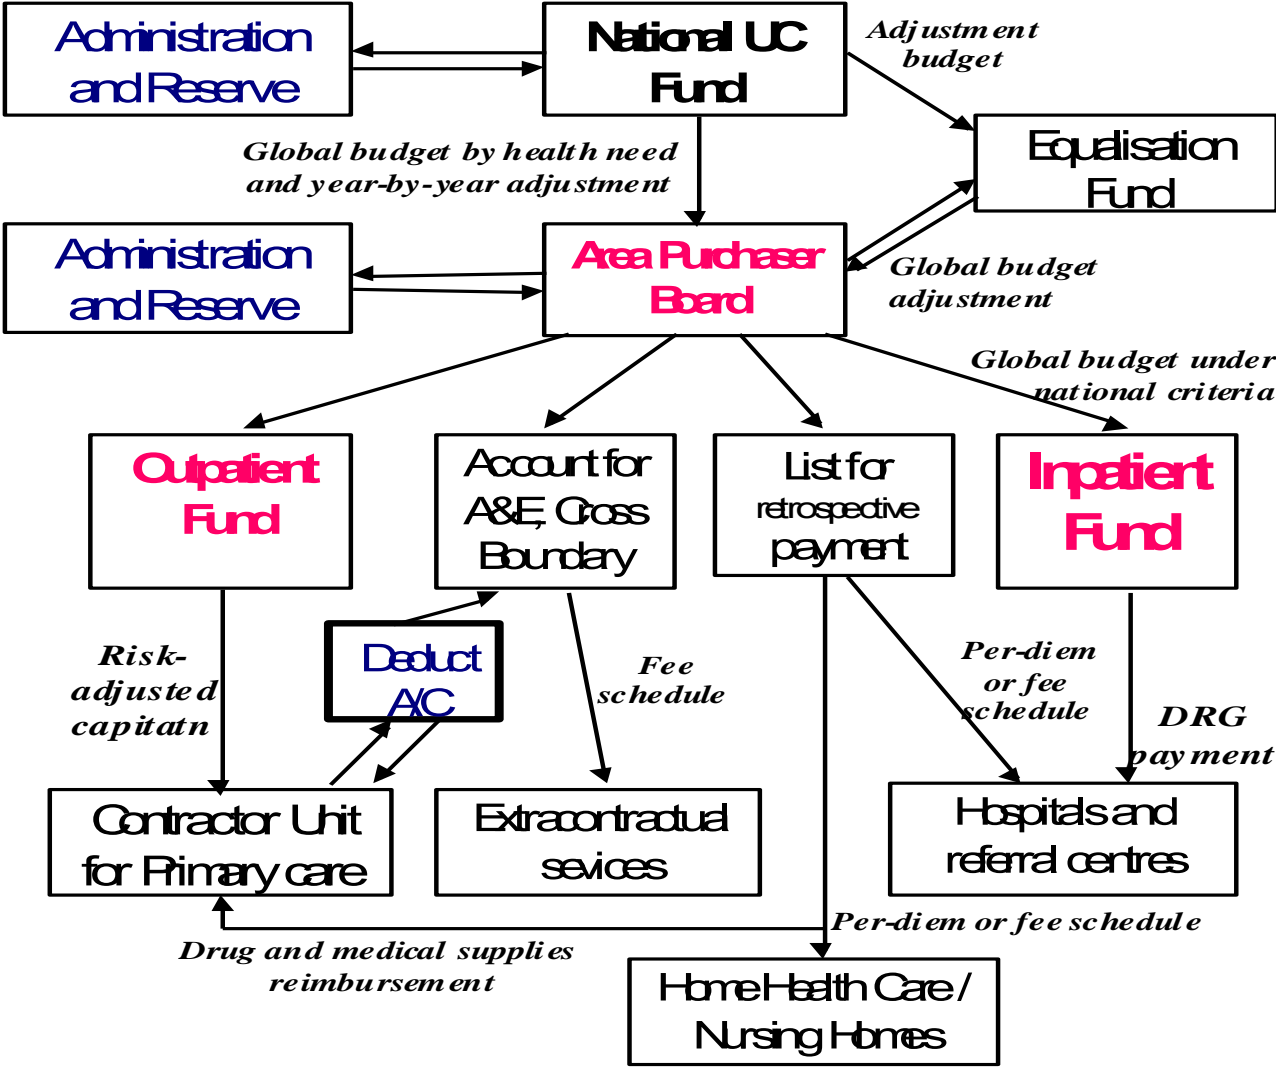 Administration
and Reserve
National UC
Fund
Adjustment
budget
Equalisation
Fund
Global budget by health need
and year-by-year adjustment
Administration
and Reserve
Area Purchaser
Board
Global budget
adjustment
Global budget under
national criteria
Outpatient
Fund
Account for
A&E, Cross
Boundary
List for
retrospective
payment
Inpatient
Fund
Risk-
adjusted
capitatn
Deduct
A/C
Fee
schedule
Per-diem
or fee
schedule
DRG
payment
Contractor Unit
for Primary care
Extracontractual
sevices
Hospitals and
referral centres
Drug and medical supplies
reimbursement
Per-diem or fee schedule
Home Health Care /
Nursing Homes